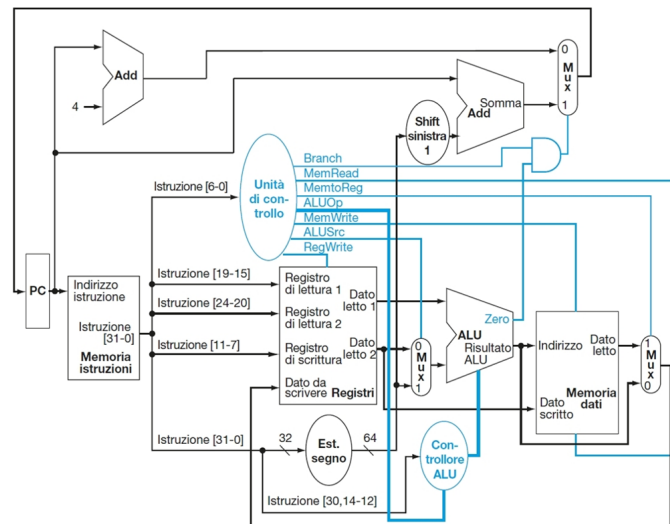 Add
4
0
Mux
1
Somma
Add
Shift
sinistra
1
Branch
MemRead
MemtoReg
ALUOp
MemWrite
ALUSrc
RegWrite
Unità
di con-
trollo
Istruzione [6-0]
PC
Indirizzo
istruzione
Istruzione
[31-0]
Memoria
istruzioni
Istruzione [19-15]
Istruzione [24-20]
Istruzione [11-7]
Registro
di lettura 1
Registro
di lettura 2
Registro
di scrittura
Dato da
scrivere
Dato
letto 1
Dato
letto 2
Registri
0
Mux
1
Zero
ALU
Risultato
ALU
Indirizzo
Dato
letto
Memoria
dati
Dato
scritto
1
Mux
0
Istruzione [31-0]
32
Est.
segno
64
Con-
trollore
ALU
Istruzione [30,14-12]